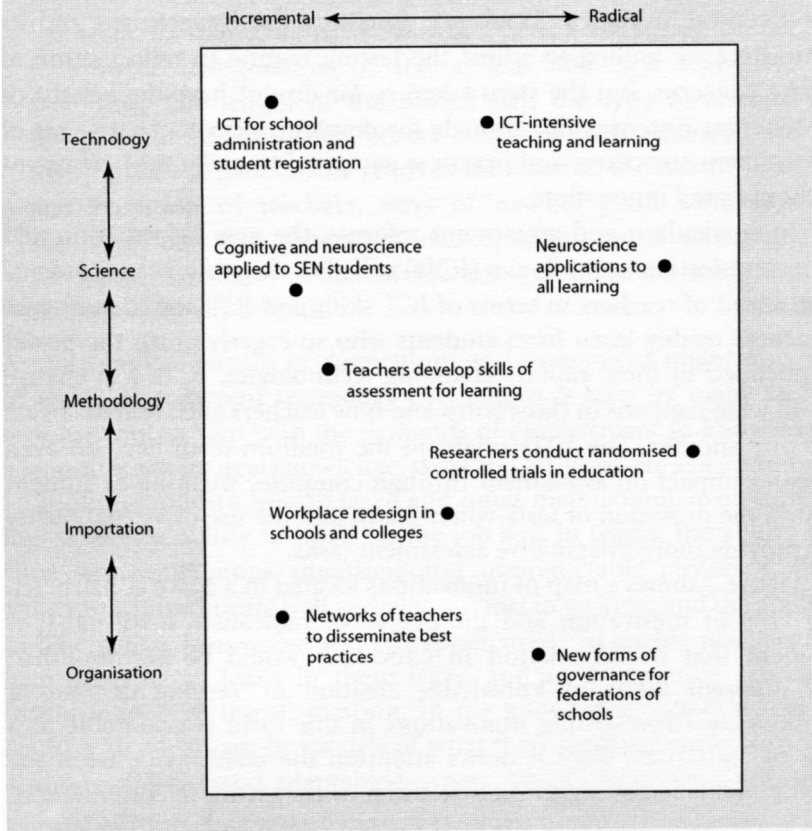 Incremental Radical
Technology
ICT for school
administration and
student registration
ICT-intensive
teaching and learning
Science
Cognitive and neuroscience
applied to SEN students
Neuroscience
applications to
all learning
Methodology
Teachers develop skills of
assessment for learning
Researchers conduct randomised
controlled trials in education
Importation
Workplace redesign in
schools and colleges
Organisation
Networks of teachers
to disseminate best
practices
New forms of
governance for
federations of
schools